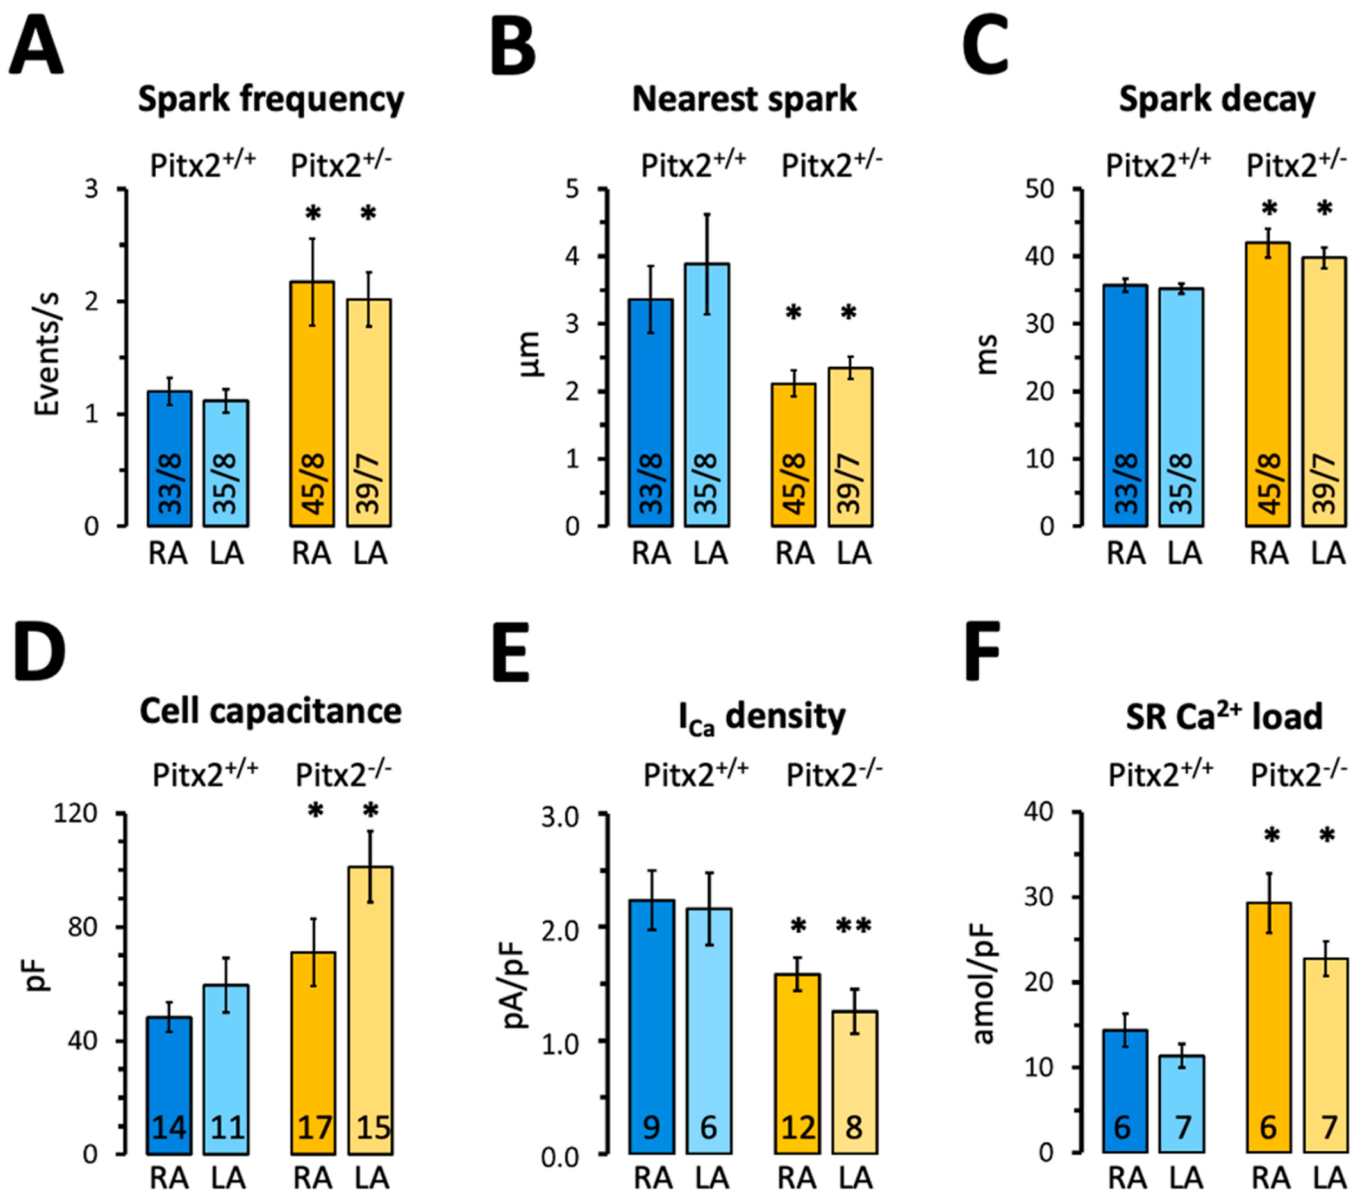 A
Spark frequency
Pitx2+/+ Pitx2+/-
3
2
1
0
Events/s
* *
33/8 35/8 45/8 39/7
RA LA RA LA
B
Nearest spark
Pitx2+/+ Pitx2+/-
5
4
3
2
1
0
µm
* *
33/8 35/8 45/8 39/7
RA LA RA LA
C
Spark decay
Pitx2+/+ Pitx2+/-
50
40
30
20
10
0
ms
* *
33/8 35/8 45/8 39/7
RA LA RA LA
D
Cell capacitance
Pitx2+/+ Pitx2-/-
120
80
40
0
pF
* *
14 11 17 15
RA LA RA LA
E
ICa density
Pitx2+/+ Pitx2-/-
3.0
2.0
1.0
0.0
pA/pF
* **
9 6 12 8
RA LA RA LA
F
SR Ca2+ load
Pitx2+/+ Pitx2-/-
40
30
20
10
0
amol/pF
* *
6 7 6 7
RA LA RA LA